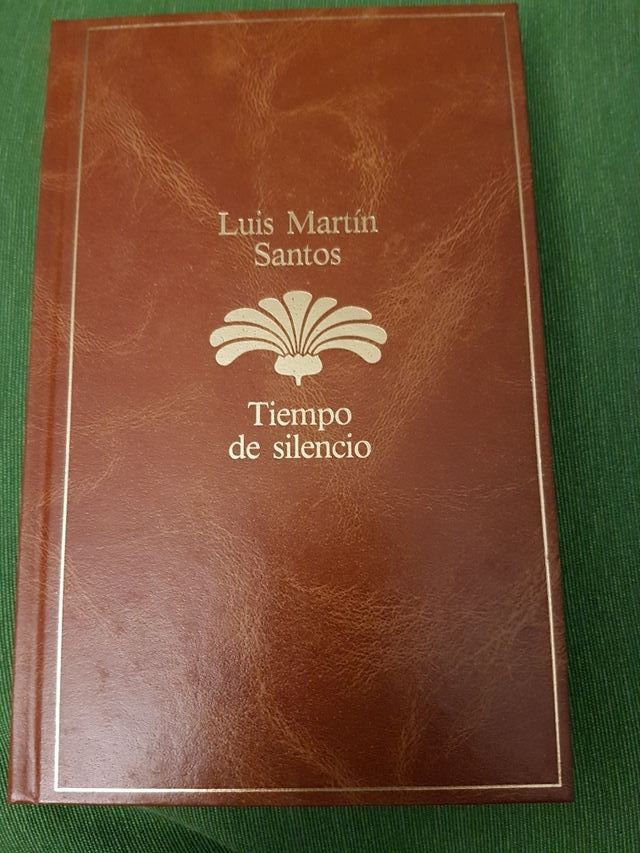 Luis Martín
Santos
Tiempo
de silencio